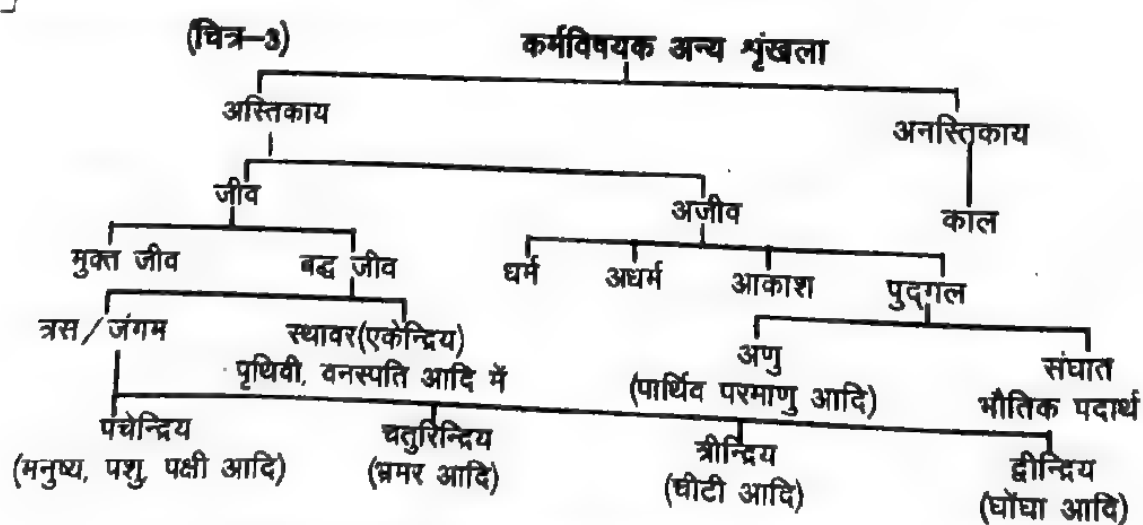 (चित्र-3)
कर्मविषयक अन्य शृंखला
अस्तिकाय
अनस्तिकाय
जीव
अजीव
काल
मुक्त जीव
बद्ध जीव
धर्म
अधर्म
आकाश
पुद्गल
त्रस/जंगम
स्थावर(एकेन्द्रिय)
पृथिवी, वनस्पति आदि में
अणु
(पार्थिव परमाणु आदि)
संघात
भौतिक पदार्थ
पंचेन्द्रिय
(मनुष्य, पशु, पक्षी आदि)
चतुरिन्द्रिय
(भ्रमर आदि)
त्रीन्द्रिय
(चीटी आदि)
द्वीन्द्रिय
(घोंघा आदि)